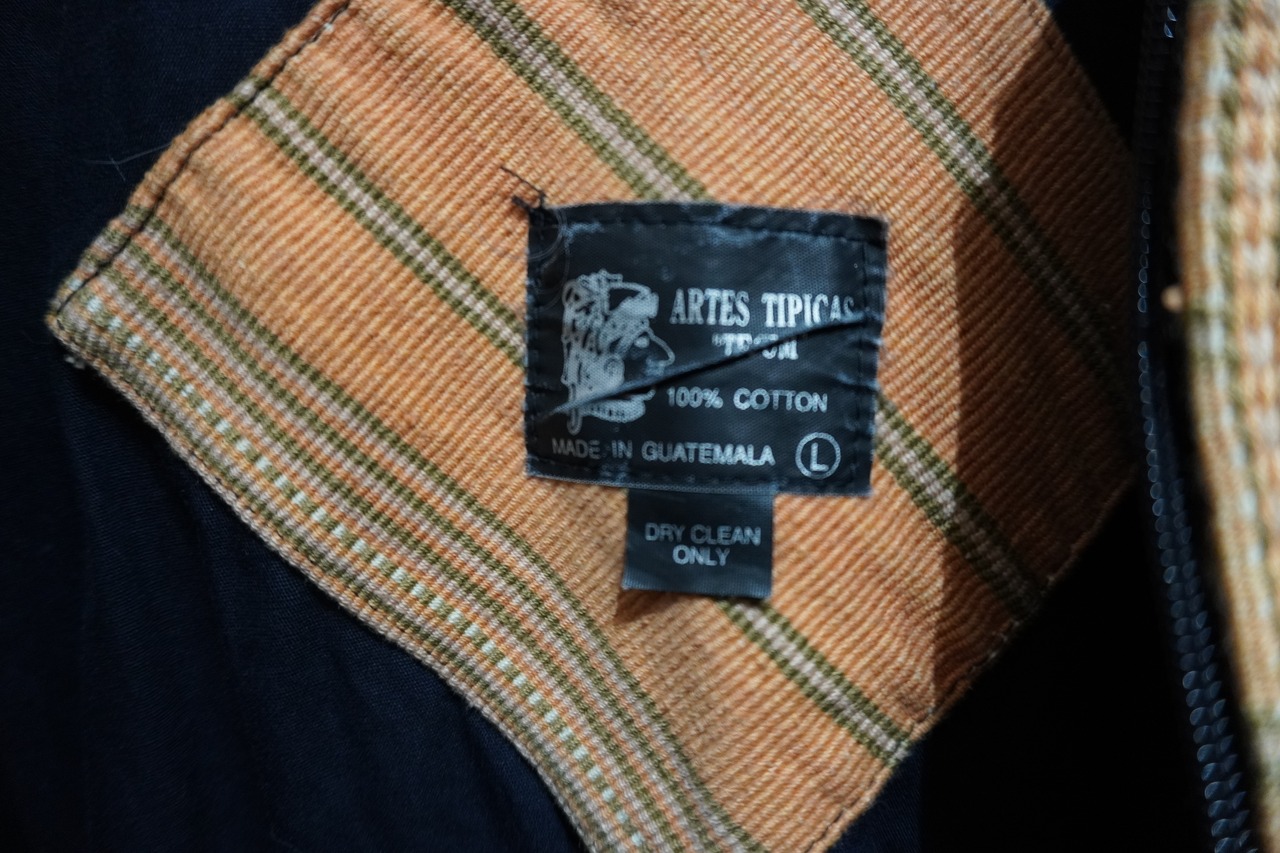 ARTES TIPICAS
100% COTTON
MADE IN GUATEMALA L
DRY CLEAN
ONLY